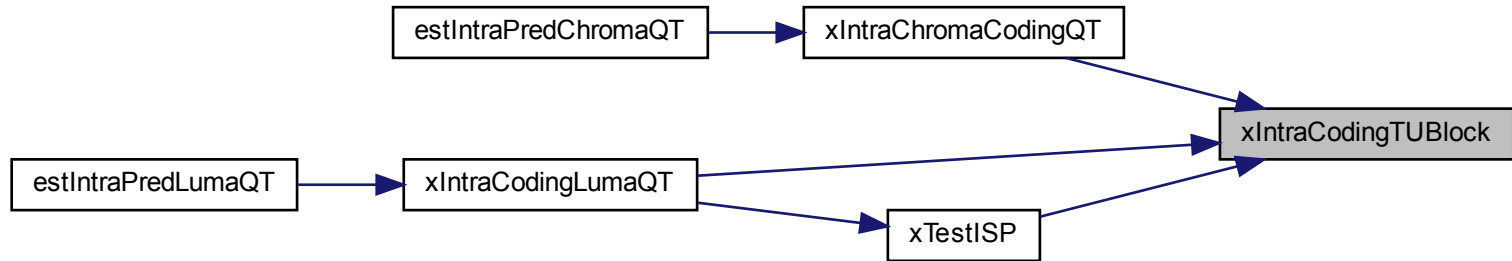 estIntraPredChromaQT
xIntraChromaCodingQT
xIntraCodingTUBlock
estIntraPredLumaQT
xIntraCodingLumaQT
xTestISP